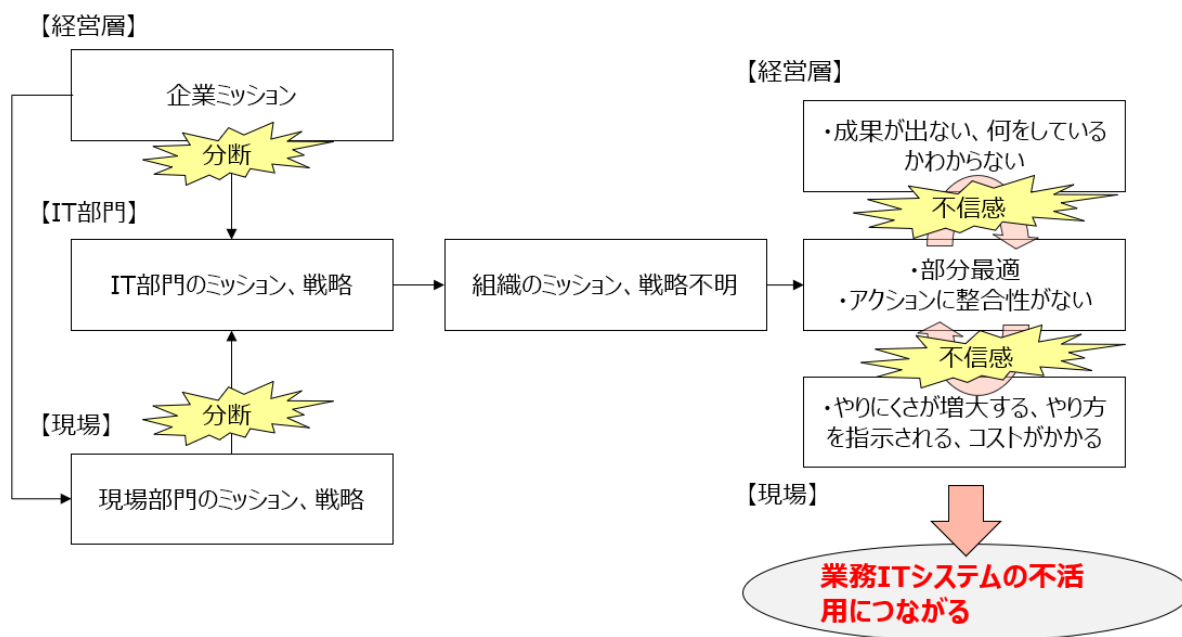 【経営層】
企業ミッション
分断
【IT部門】
IT部門のミッション、戦略
分断
【現場】
現場部門のミッション、戦略
組織のミッション、戦略不明
【経営層】
・成果が出ない、何をしている
かわからない
不信感
・部分最適
・アクションに整合性がない
不信感
・やりにくさが増大する、やり方
を指示される、コストがかかる
【現場】
業務ITシステムの不活
用につながる